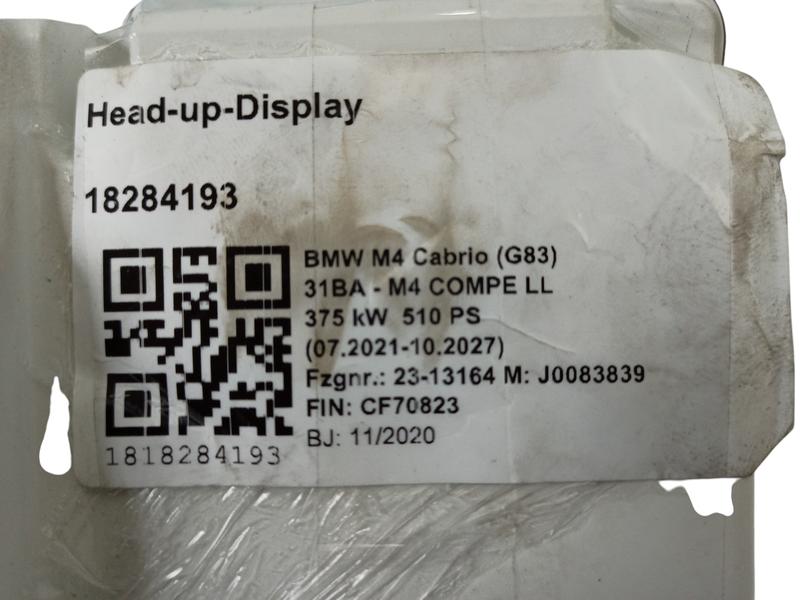 Head-up-Display
18284193
BMW M4 Cabrio (G83)
31BA - M4 COMPE LL
375 kW 510 PS
(07.2021-10.2027)
Fzgnr.: 23-13164 M: J0083839
FIN: CF70823
BJ: 11/2020
1818284193